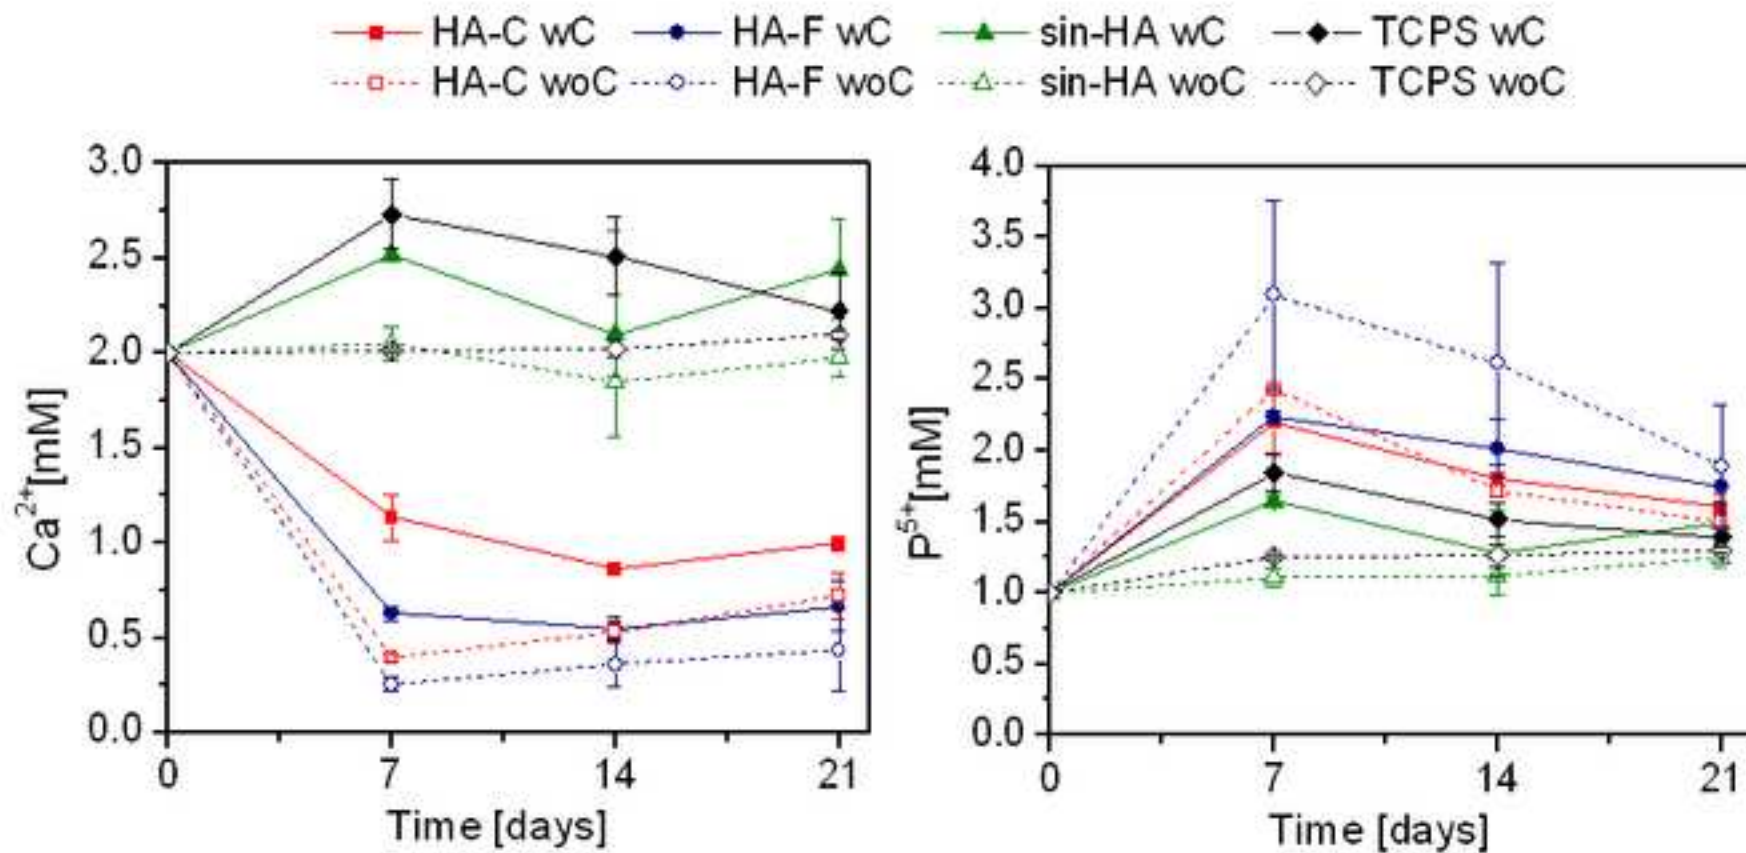 HA-C wC HA-F wC sin-HA wC TCPS wC
HA-C woC HA-F woC sin-HA woC TCPS woC
3.0
2.5
2.0
1.5
1.0
0.5
0.0
Ca²⁺[mM]
0 7 14 21
Time [days]
4.0
3.5
3.0
2.5
2.0
1.5
1.0
0.5
0.0
P⁵⁺[mM]
0 7 14 21
Time [days]